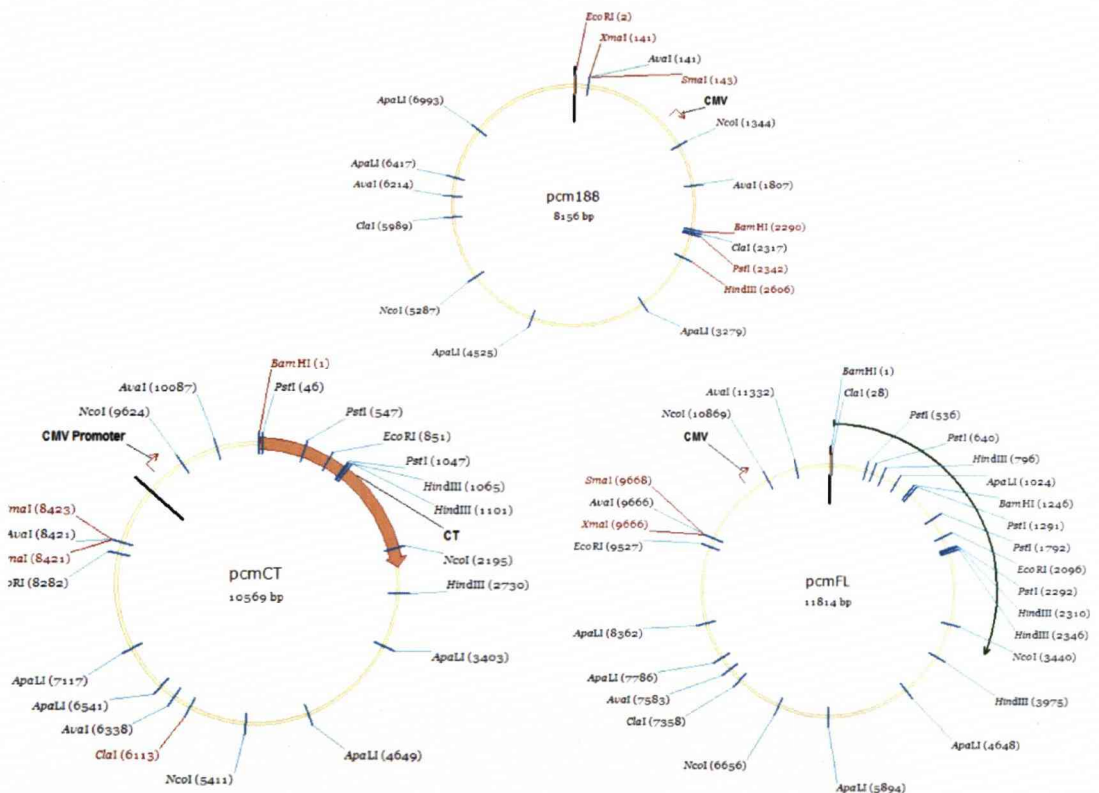 EcoRI (2)
XmaI (141)
AvaI (141)
SmaI (143)
CMV
ApaLI (6993)
NcoI (1344)
ApaLI (6417)
AvaI (6214)
ClaI (5989)
pcm188
8156 bp
AvaI (1807)
BamHI (2290)
ClaI (2317)
PstI (2342)
HindIII (2606)
NcoI (5287)
ApaLI (4525)
ApaLI (3279)
BamHI (1)
AvaI (10087)
PstI (46)
NcoI (9624)
PstI (547)
CMV Promoter
EcoRI (851)
PstI (1047)
HindIII (1065)
HindIII (1101)
CT
maI (8423)
AvaI (8421)
maI (8421)
RI (8282)
NcoI (2195)
pcmCT
10569 bp
HindIII (2730)
ApaLI (3403)
ApaLI (7117)
ApaLI (6541)
AvaI (6338)
ClaI (6113)
NcoI (5411)
ApaLI (4649)
BamHI (1)
ClaI (28)
AvaI (11332)
NcoI (10869)
PstI (536)
CMV
PstI (640)
HindIII (796)
ApaLI (1024)
SmaI (9668)
AvaI (9666)
XmaI (9666)
EcoRI (9527)
BamHI (1246)
PstI (1291)
PstI (1792)
EcoRI (2096)
pcmFL
11814 bp
PstI (2292)
HindIII (2310)
HindIII (2346)
NcoI (3440)
ApaLI (8362)
ApaLI (7786)
AvaI (7583)
ClaI (7358)
HindIII (3975)
ApaLI (4648)
NcoI (6656)
ApaLI (5894)